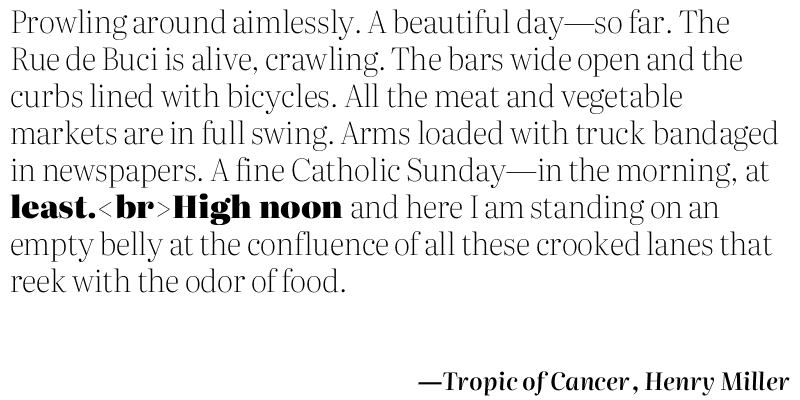 Prowling around aimlessly. A beautiful day—so far. The
Rue de Buci is alive, crawling. The bars wide open and the
curbs lined with bicycles. All the meat and vegetable
markets are in full swing. Arms loaded with truck bandaged
in newspapers. A fine Catholic Sunday—in the morning, at
least.<br>High noon and here I am standing on an
empty belly at the confluence of all these crooked lanes that
reek with the odor of food.
—Tropic of Cancer, Henry Miller